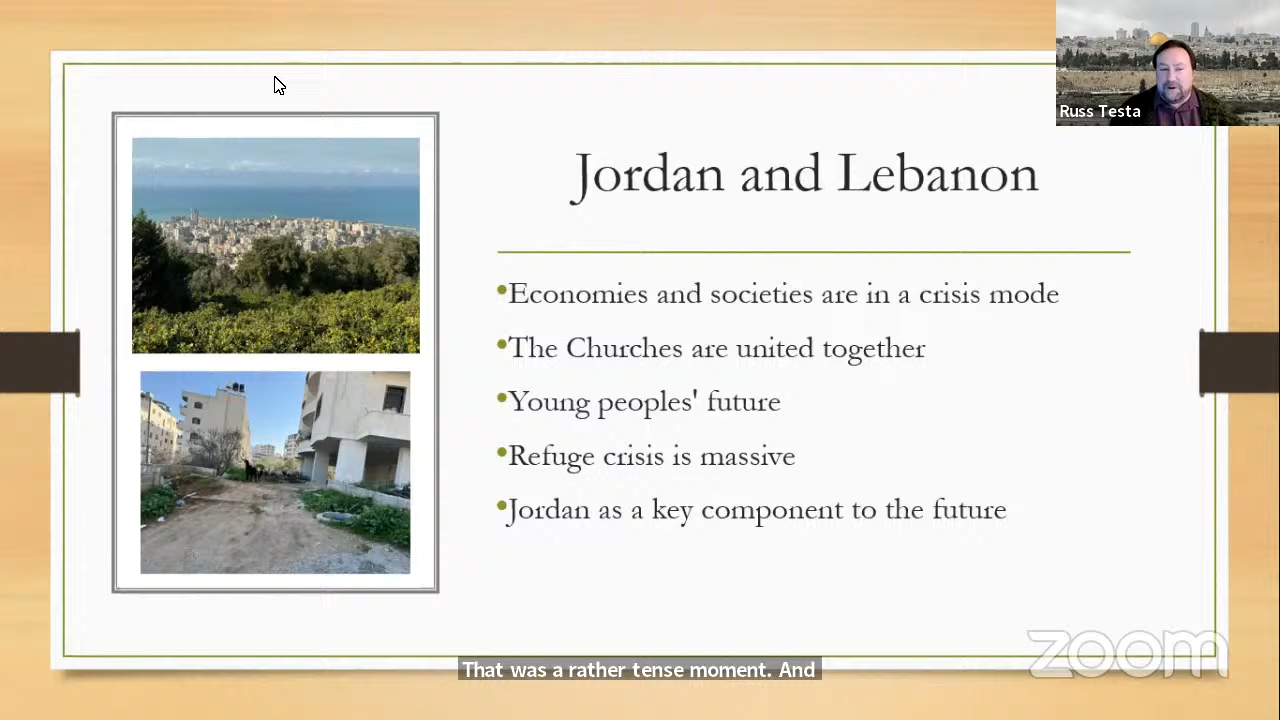 Russ Testa
Jordan and Lebanon
•Economies and societies are in a crisis mode
•The Churches are united together
•Young peoples' future
•Refuge crisis is massive
•Jordan as a key component to the future
zoom
That was a rather tense moment. And